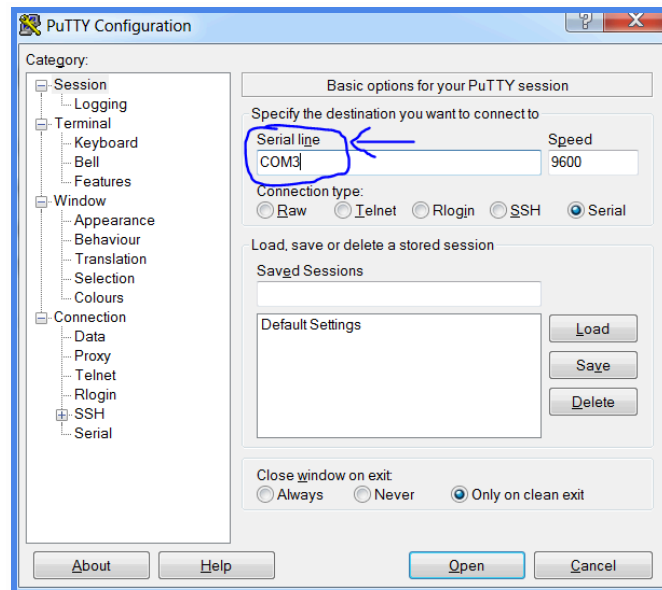 PuTTY Configuration
Category:
Session
Logging
Terminal
Keyboard
Bell
Features
Window
Appearance
Behaviour
Translation
Selection
Colours
Connection
Data
Proxy
Telnet
Rlogin
SSH
Serial
Basic options for your PuTTY session
Specify the destination you want to connect to
Serial line Speed
COM3 9600
Connection type:
Raw Telnet Rlogin SSH Serial
Load, save or delete a stored session
Saved Sessions
Default Settings
Load
Save
Delete
Close window on exit:
Always Never Only on clean exit
About Help Open Cancel